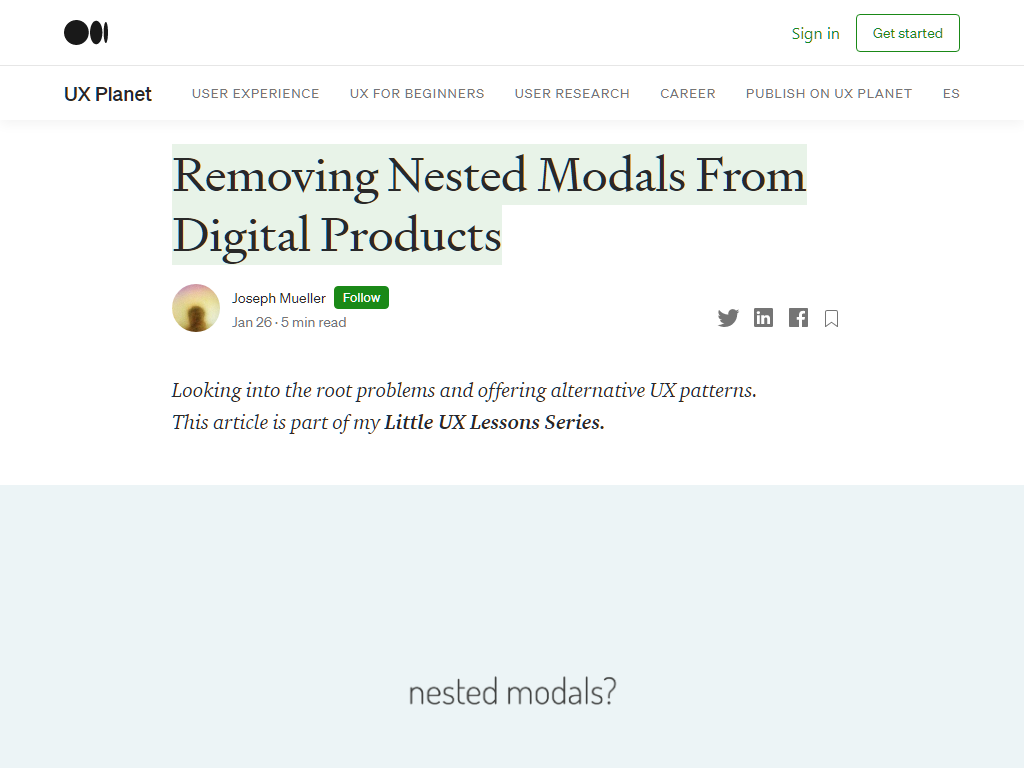 Sign in
Get started
UX Planet
USER EXPERIENCE
UX FOR BEGINNERS
USER RESEARCH
CAREER
PUBLISH ON UX PLANET
ES
Removing Nested Modals From
Digital Products
Joseph Mueller
Follow
Jan 26 · 5 min read
Looking into the root problems and offering alternative UX patterns.
This article is part of my Little UX Lessons Series.
nested modals?